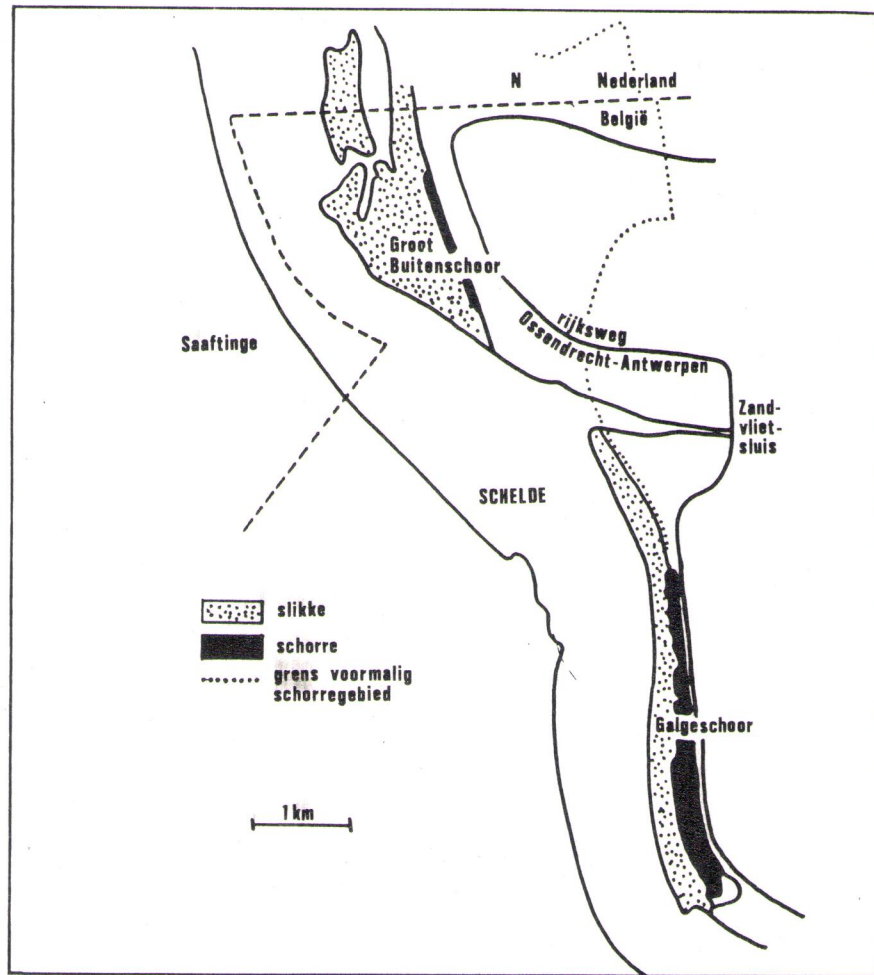 N
Nederland
België
Groot
Buitenschoor
rijksweg
Ossendrecht-Antwerpen
Saaftinge
Zand-
vliet-
sluis
SCHELDE
slikke
schorre
grens voormalig
schorregebied
Galgeschoor
1 km